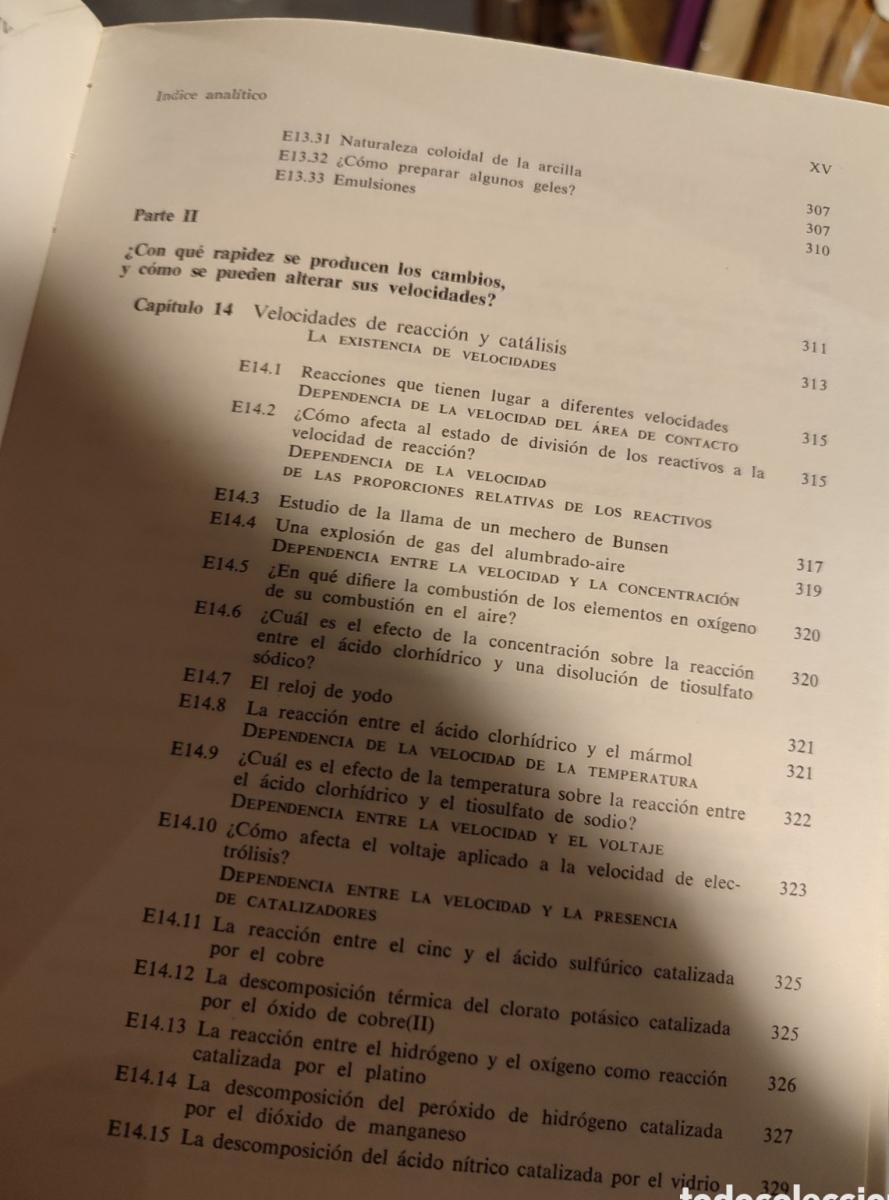 Indice analítico XV
E13.31 Naturaleza coloidal de la arcilla 307
E13.32 ¿Cómo preparar algunos geles? 307
E13.33 Emulsiones 310
Parte II
¿Con qué rapidez se producen los cambios,
y cómo se pueden alterar sus velocidades? 311
Capítulo 14 Velocidades de reacción y catálisis 313
LA EXISTENCIA DE VELOCIDADES
E14.1 Reacciones que tienen lugar a diferentes velocidades 315
DEPENDENCIA DE LA VELOCIDAD DEL ÁREA DE CONTACTO
E14.2 ¿Cómo afecta al estado de división de los reactivos a la
velocidad de reacción? 315
DEPENDENCIA DE LA VELOCIDAD
DE LAS PROPORCIONES RELATIVAS DE LOS REACTIVOS
E14.3 Estudio de la llama de un mechero de Bunsen 317
E14.4 Una explosión de gas del alumbrado-aire 319
DEPENDENCIA ENTRE LA VELOCIDAD Y LA CONCENTRACIÓN
E14.5 ¿En qué difiere la combustión de los elementos en oxígeno
de su combustión en el aire? 320
E14.6 ¿Cuál es el efecto de la concentración sobre la reacción
entre el ácido clorhídrico y una disolución de tiosulfato
sódico? 320
E14.7 El reloj de yodo 321
E14.8 La reacción entre el ácido clorhídrico y el mármol 321
DEPENDENCIA DE LA VELOCIDAD DE LA TEMPERATURA
E14.9 ¿Cuál es el efecto de la temperatura sobre la reacción entre
el ácido clorhídrico y el tiosulfato de sodio? 322
DEPENDENCIA ENTRE LA VELOCIDAD Y EL VOLTAJE
E14.10 ¿Cómo afecta el voltaje aplicado a la velocidad de elec-
trólisis? 323
DEPENDENCIA ENTRE LA VELOCIDAD Y LA PRESENCIA
DE CATALIZADORES
E14.11 La reacción entre el cinc y el ácido sulfúrico catalizada
por el cobre 325
E14.12 La descomposición térmica del clorato potásico catalizada
por el óxido de cobre(II) 325
E14.13 La reacción entre el hidrógeno y el oxígeno como reacción
catalizada por el platino 326
E14.14 La descomposición del peróxido de hidrógeno catalizada
por el dióxido de manganeso 327
E14.15 La descomposición del ácido nítrico catalizada por el vidrio 329